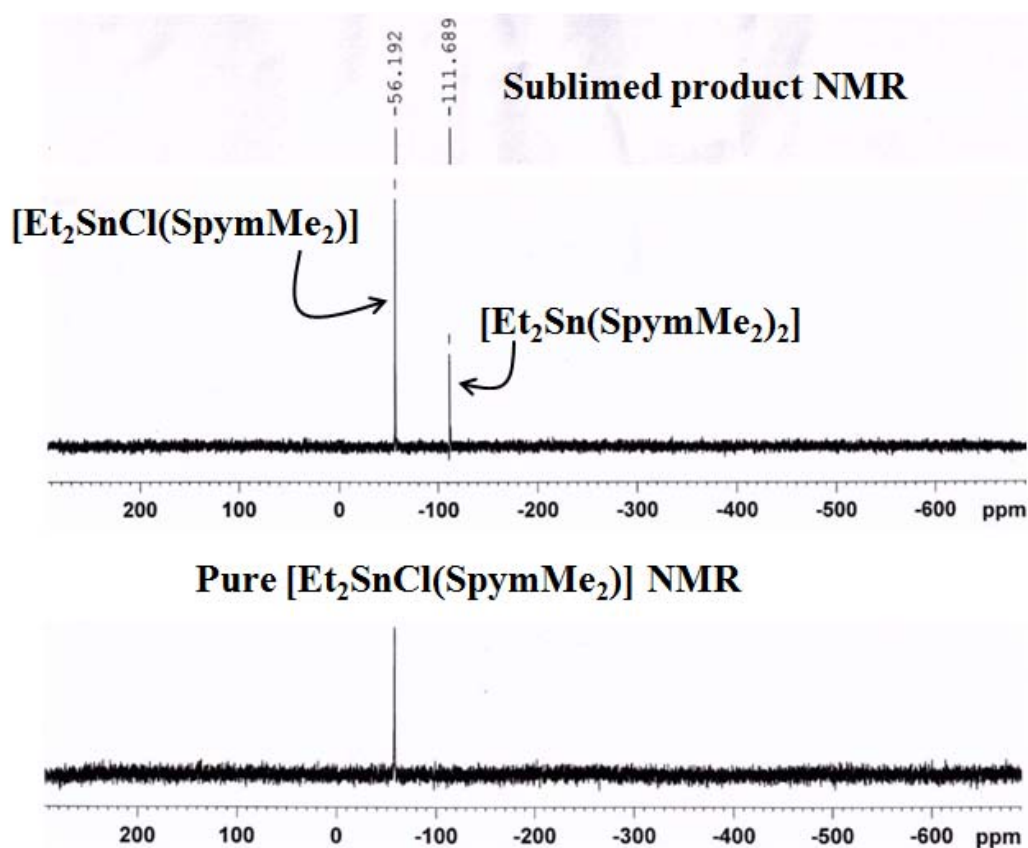 -56.192
-111.689
Sublimed product NMR
[Et₂SnCl(SpymMe₂)]
[Et₂Sn(SpymMe₂)₂]
200 100 0 -100 -200 -300 -400 -500 -600 ppm
Pure [Et₂SnCl(SpymMe₂)] NMR
200 100 0 -100 -200 -300 -400 -500 -600 ppm